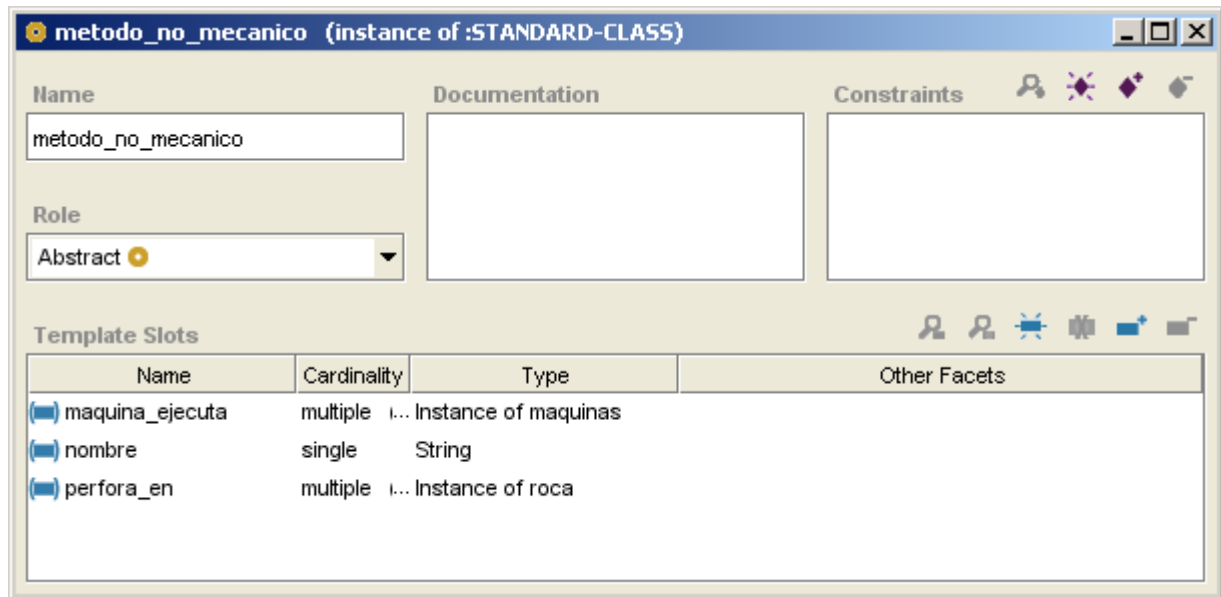 metodo_no_mecanico (instance of :STANDARD-CLASS)
Name
Documentation
Constraints
metodo_no_mecanico
Role
Abstract
Template Slots
Name Cardinality Type Other Facets
maquina_ejecuta multiple (... Instance of maquinas
nombre single String
perfora_en multiple (... Instance of roca